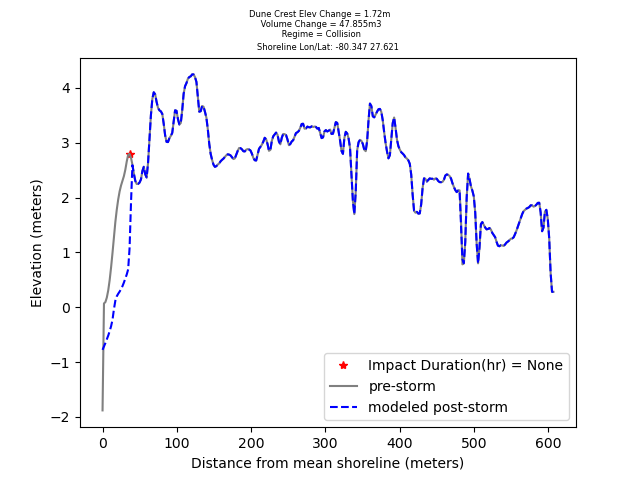 Dune Crest Elev Change = 1.72m
Volume Change = 47.855m3
Regime = Collision
Shoreline Lon/Lat: -80.347 27.621
4
3
2
1
0
−1
−2
Elevation (meters)
Impact Duration(hr) = None
pre-storm
modeled post-storm
0 100 200 300 400 500 600
Distance from mean shoreline (meters)